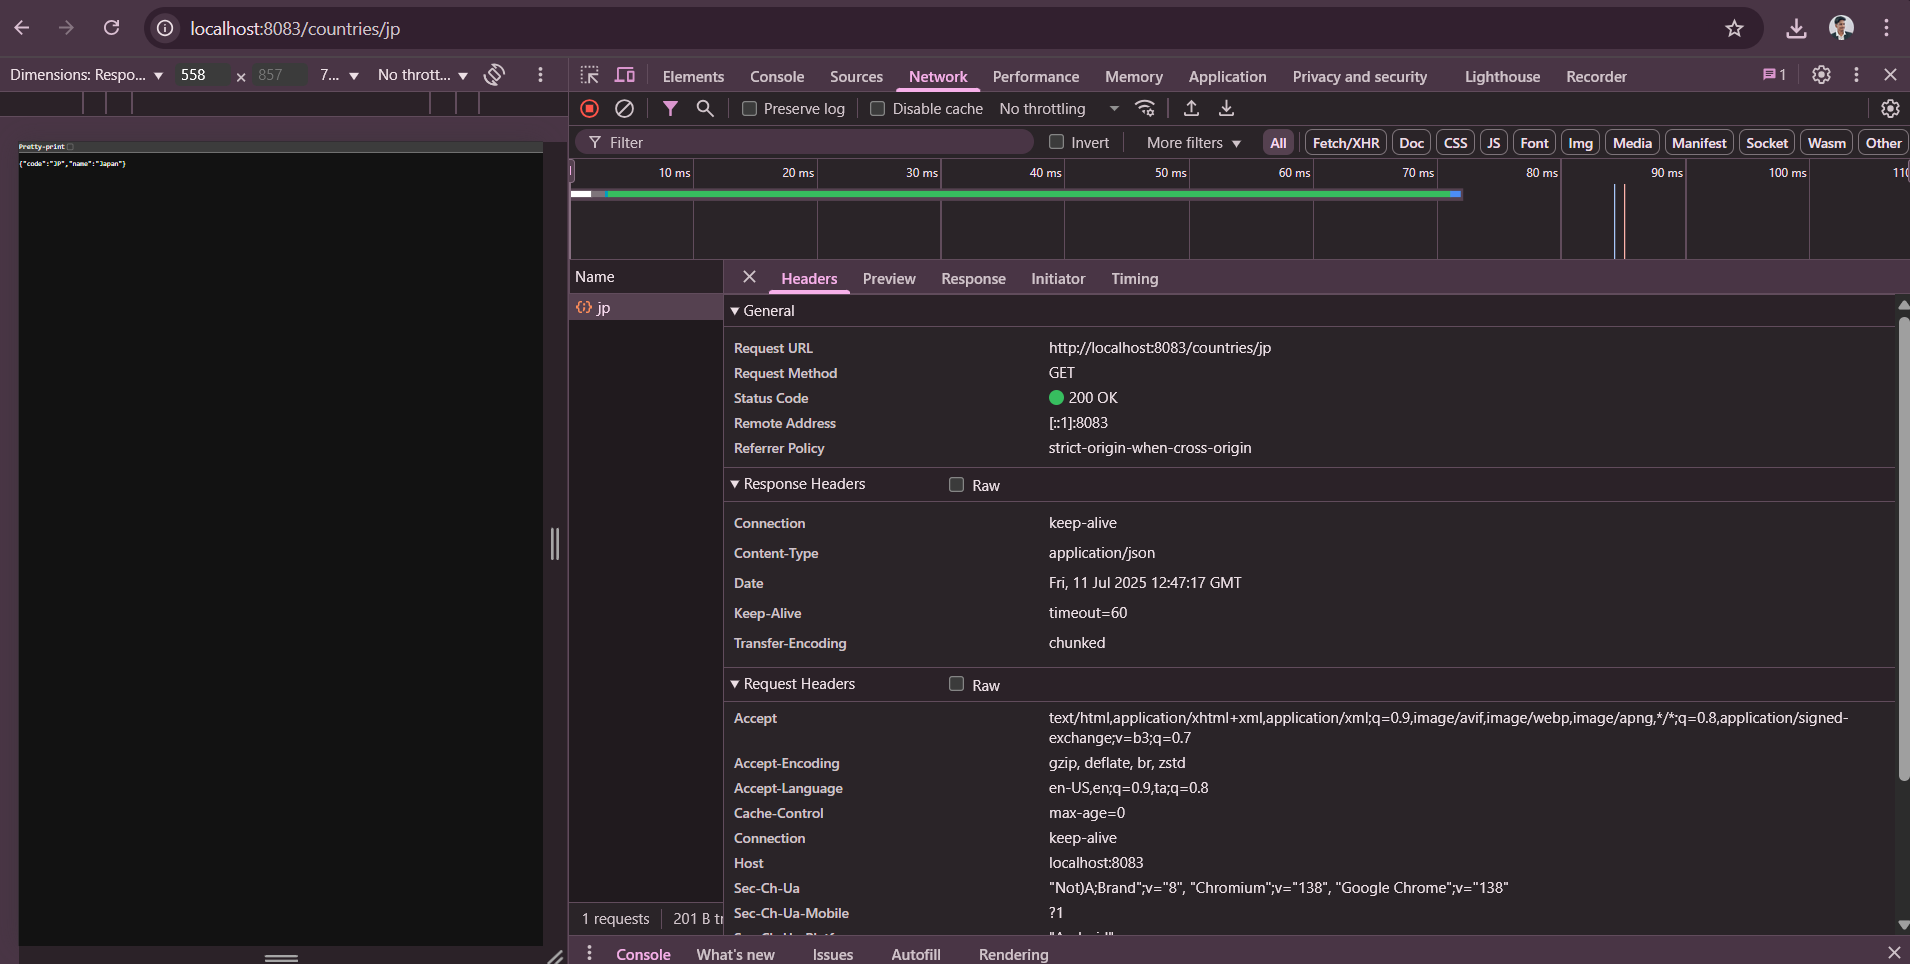 localhost:8083/countries/jp
Dimensions: Respo... 558 × 857 7... No thrott...
Elements Console Sources Network Performance Memory Application Privacy and security Lighthouse Recorder 1
Preserve log Disable cache No throttling
Filter Invert More filters All Fetch/XHR Doc CSS JS Font Img Media Manifest Socket Wasm Other
Pretty-print
{"code":"JP","name":"Japan"}
10 ms 20 ms 30 ms 40 ms 50 ms 60 ms 70 ms 80 ms 90 ms 100 ms 110
Name
jp
Headers Preview Response Initiator Timing
General
Request URL http://localhost:8083/countries/jp
Request Method GET
Status Code 200 OK
Remote Address [::1]:8083
Referrer Policy strict-origin-when-cross-origin
Response Headers Raw
Connection keep-alive
Content-Type application/json
Date Fri, 11 Jul 2025 12:47:17 GMT
Keep-Alive timeout=60
Transfer-Encoding chunked
Request Headers Raw
Accept text/html,application/xhtml+xml,application/xml;q=0.9,image/avif,image/webp,image/apng,*/*;q=0.8,application/signed-
exchange;v=b3;q=0.7
Accept-Encoding gzip, deflate, br, zstd
Accept-Language en-US,en;q=0.9,ta;q=0.8
Cache-Control max-age=0
Connection keep-alive
Host localhost:8083
Sec-Ch-Ua "Not)A;Brand";v="8", "Chromium";v="138", "Google Chrome";v="138"
Sec-Ch-Ua-Mobile ?1
1 requests 201 B tr
Console What's new Issues Autofill Rendering